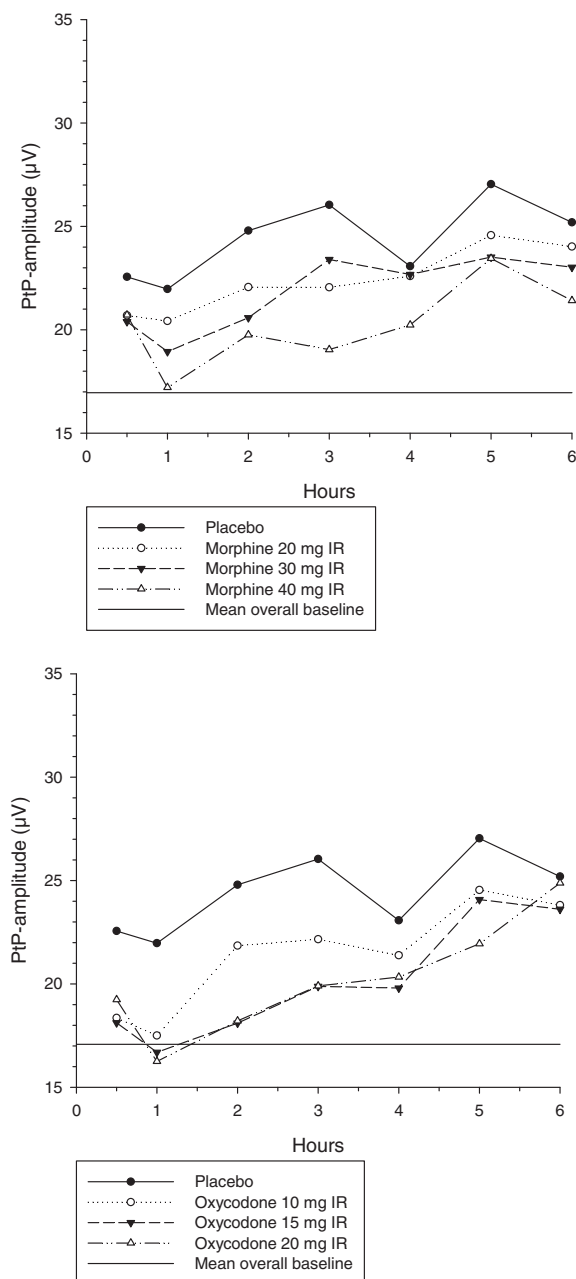 35
30
25
20
15
PtP-amplitude (µV)
0 1 2 3 4 5 6
Hours
Placebo
Morphine 20 mg IR
Morphine 30 mg IR
Morphine 40 mg IR
Mean overall baseline
35
30
25
20
15
PtP-amplitude (µV)
0 1 2 3 4 5 6
Hours
Placebo
Oxycodone 10 mg IR
Oxycodone 15 mg IR
Oxycodone 20 mg IR
Mean overall baseline